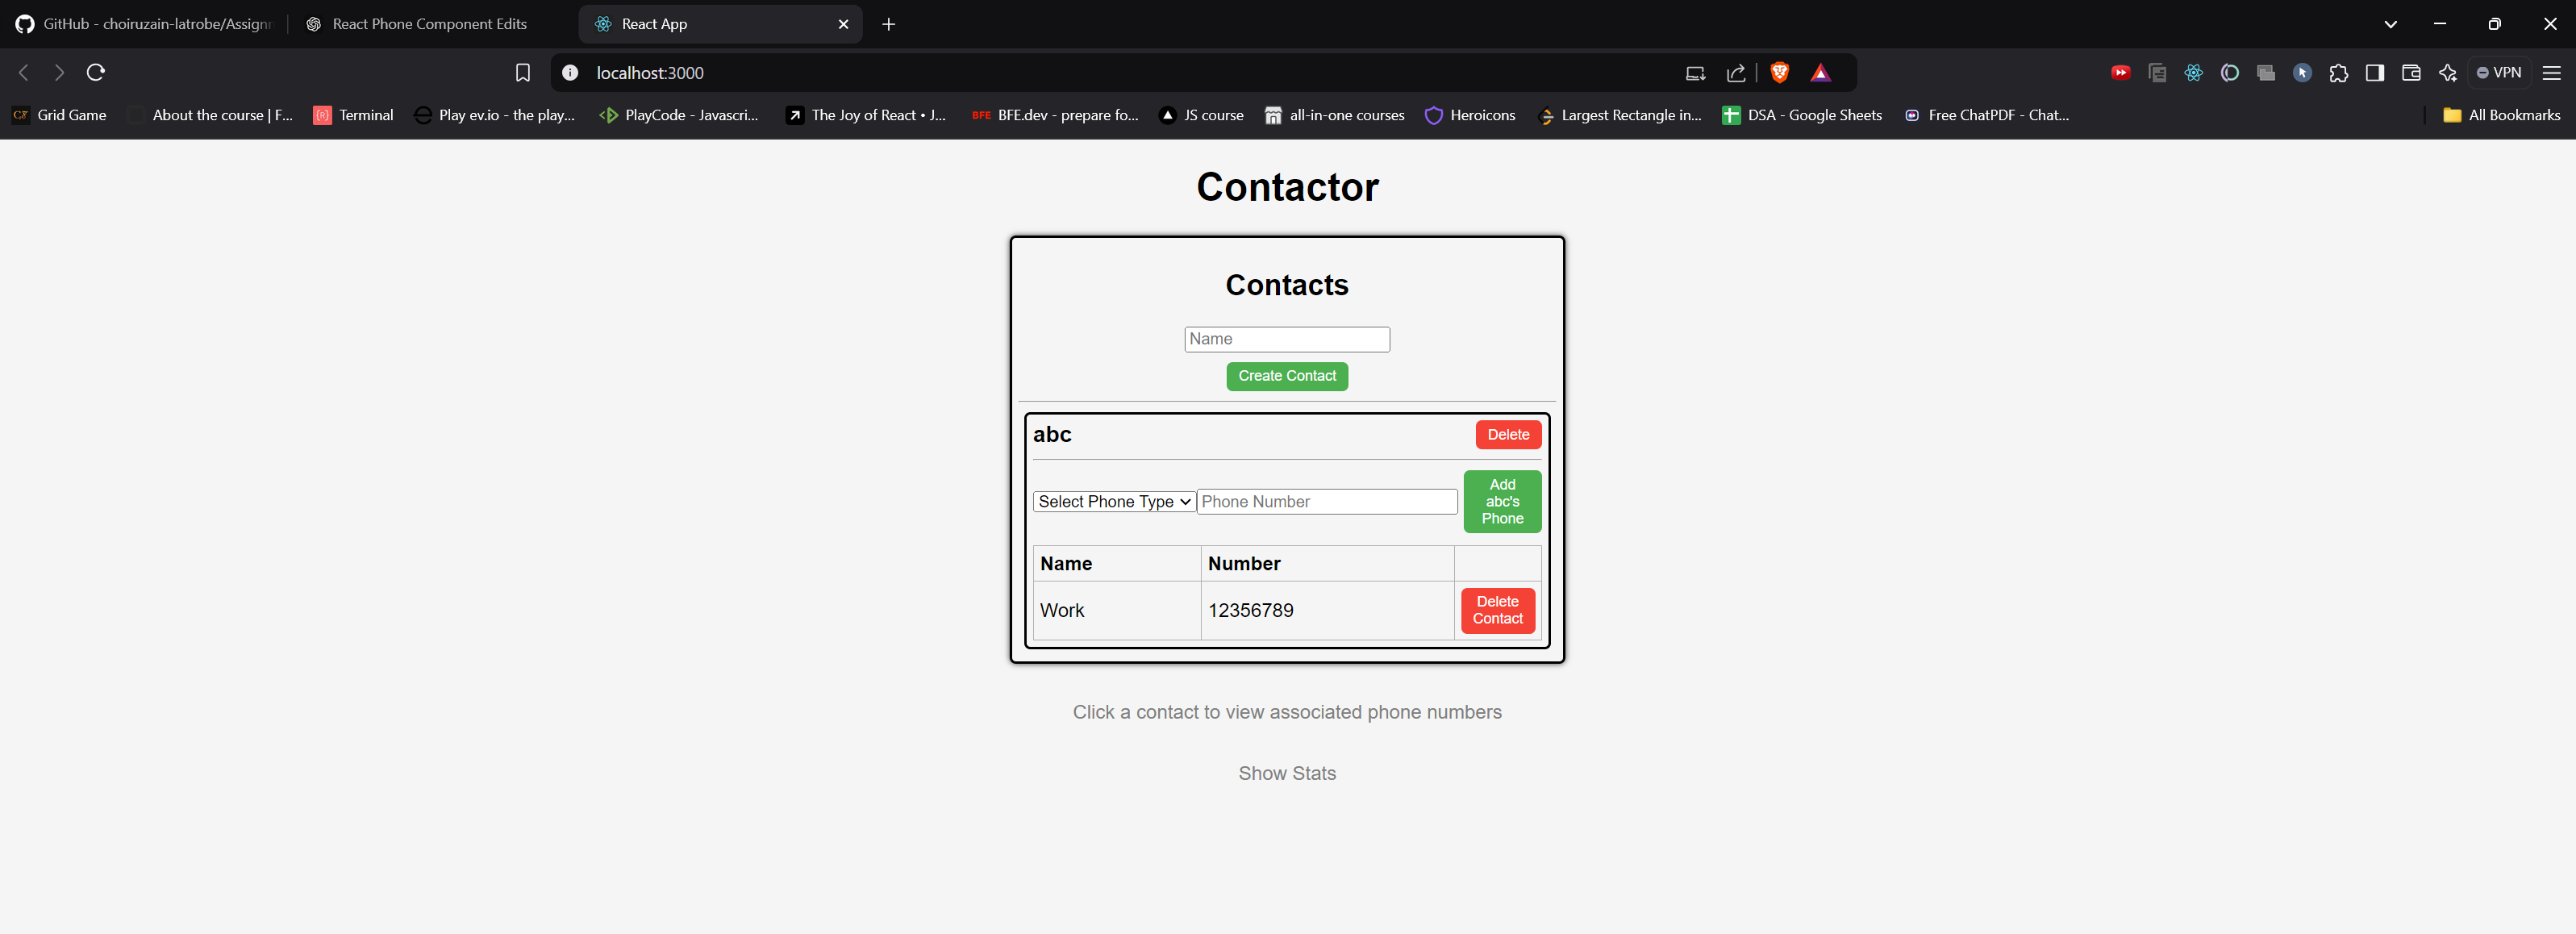 GitHub - choiruzain-latrobe/Assign
React Phone Component Edits
React App
localhost:3000
VPN
Grid Game
About the course | F...
Terminal
Play ev.io - the play...
PlayCode - Javascri...
The Joy of React • J...
BFE BFE.dev - prepare fo...
JS course
all-in-one courses
Heroicons
Largest Rectangle in...
DSA - Google Sheets
Free ChatPDF - Chat...
All Bookmarks
Contactor
Contacts
Name
Create Contact
abc
Delete
Select Phone Type
Phone Number
Add
abc's
Phone
Name
Number
Work
12356789
Delete
Contact
Click a contact to view associated phone numbers
Show Stats